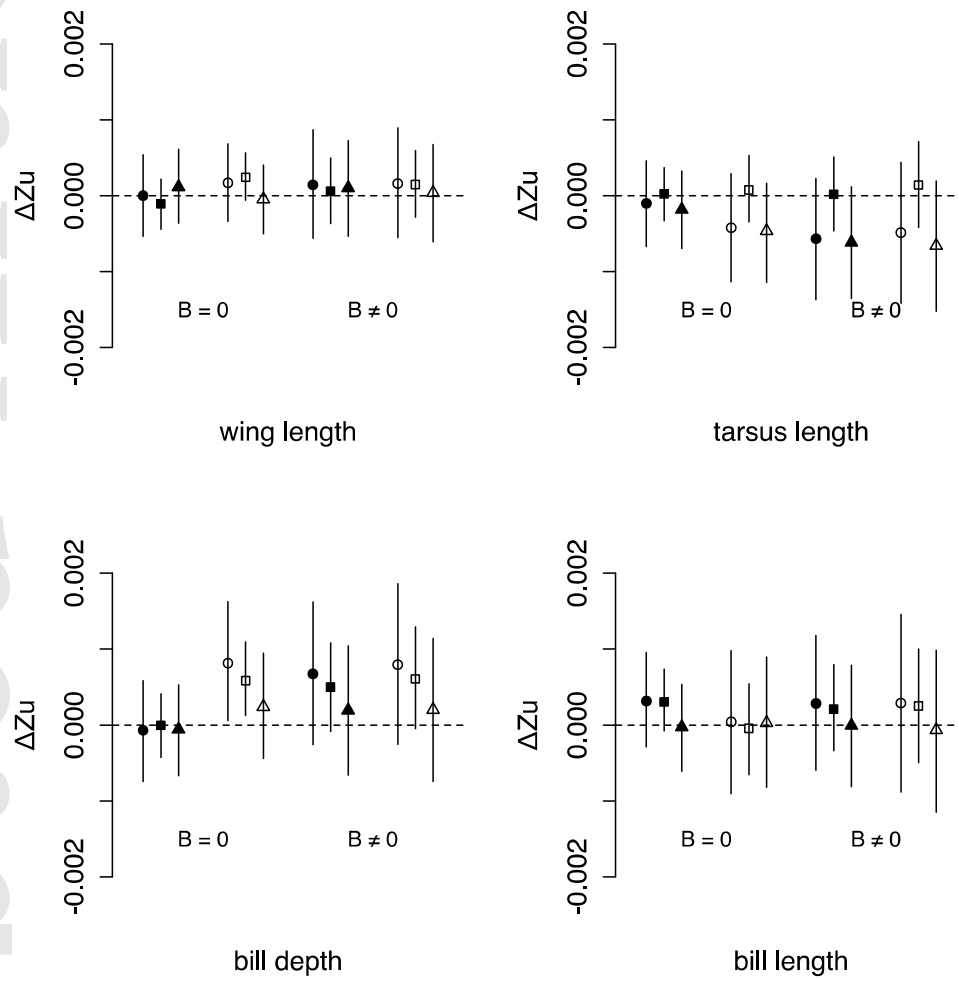 0.002
0.000
-0.002
ΔZu
B = 0
B ≠ 0
wing length
0.002
0.000
-0.002
ΔZu
B = 0
B ≠ 0
tarsus length
0.002
0.000
-0.002
ΔZu
B = 0
B ≠ 0
bill depth
0.002
0.000
-0.002
ΔZu
B = 0
B ≠ 0
bill length